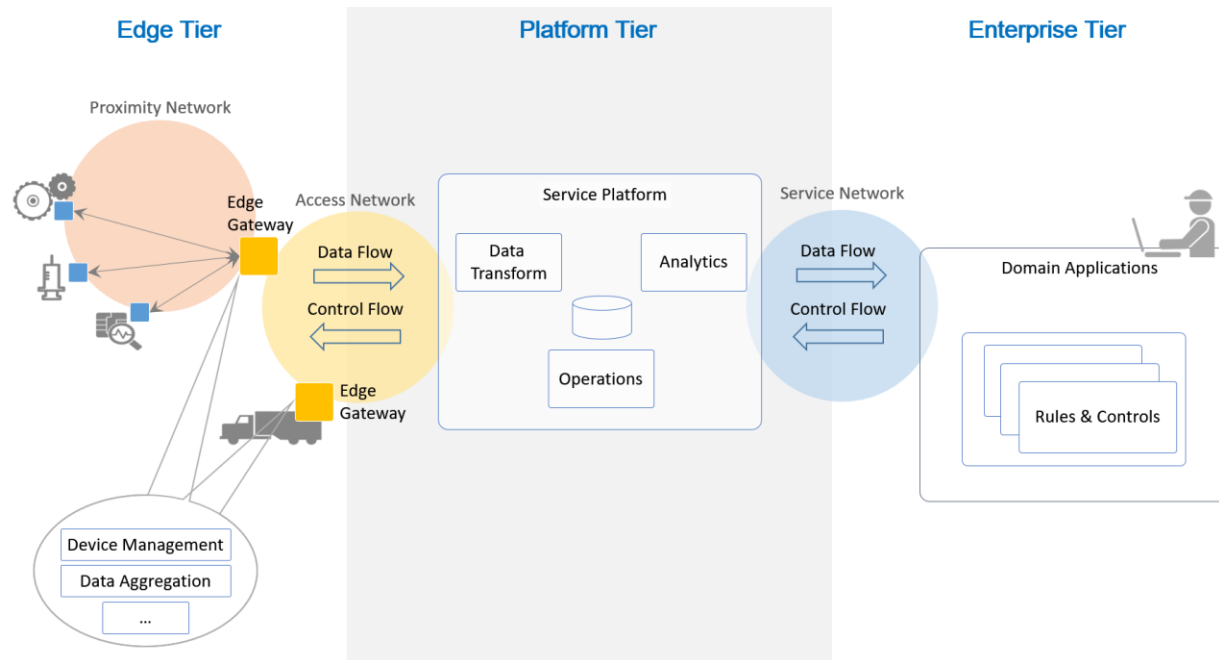 Edge Tier
Platform Tier
Enterprise Tier
Proximity Network
Edge
Gateway
Access Network
Data Flow
Control Flow
Edge
Gateway
Device Management
Data Aggregation
...
Service Platform
Data
Transform
Analytics
Operations
Service Network
Data Flow
Control Flow
Domain Applications
Rules & Controls